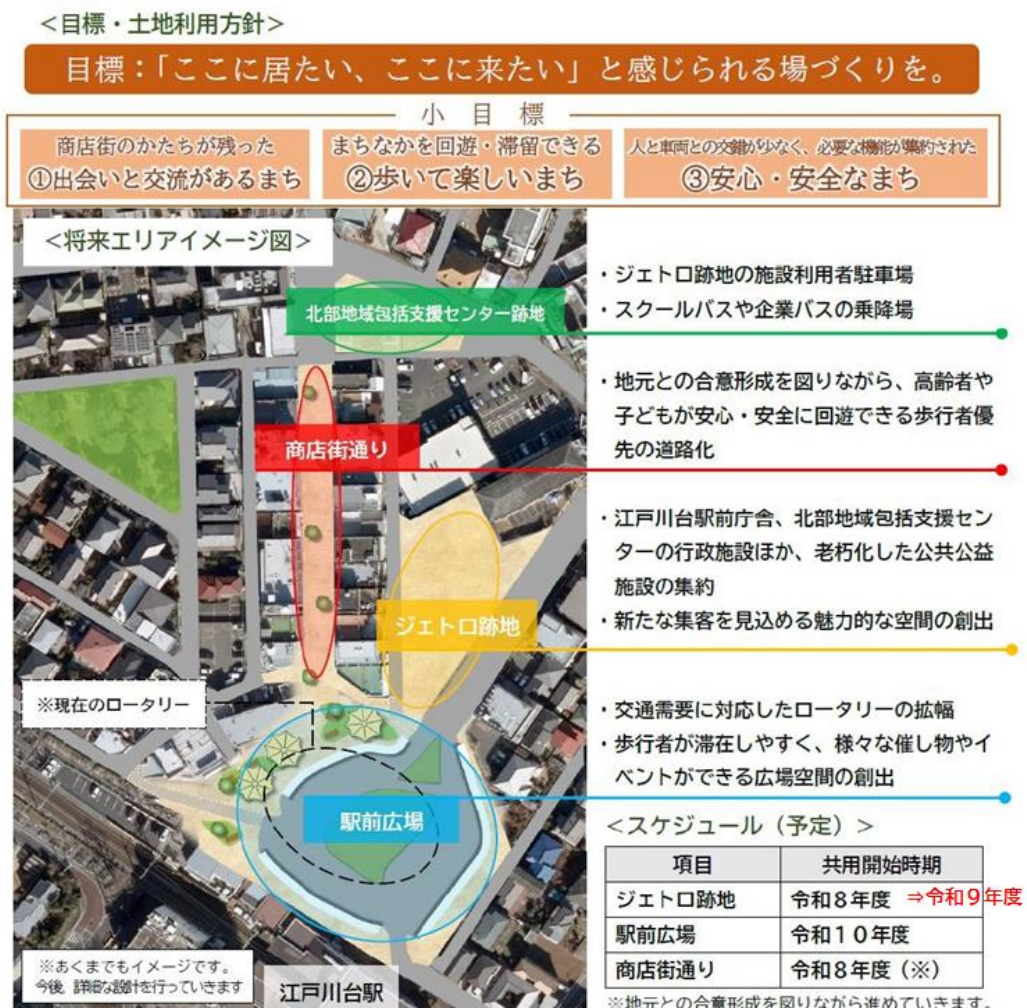 <目標・土地利用方針>
目標：「ここに居たい、ここに来たい」と感じられる場づくりを。
小 目 標
商店街のかたちが残った
①出会いと交流があるまち
まちなかを回遊・滞留できる
②歩いて楽しいまち
人と車両との交錯が少なく、必要な機能が集約された
③安心・安全なまち
<将来エリアイメージ図>
北部地域包括支援センター跡地
・ジェトロ跡地の施設利用者駐車場
・スクールバスや企業バスの乗降場
商店街通り
・地元との合意形成を図りながら、高齢者や
子どもが安心・安全に回遊できる歩行者優
先の道路化
ジェトロ跡地
・江戸川台駅前庁舎、北部地域包括支援セン
ターの行政施設ほか、老朽化した公共公益
施設の集約
・新たな集客を見込める魅力的な空間の創出
※現在のロータリー
駅前広場
・交通需要に対応したロータリーの拡幅
・歩行者が滞在しやすく、様々な催し物やイ
ベントができる広場空間の創出
<スケジュール（予定）>
項目 共用開始時期
ジェトロ跡地 令和８年度 ⇒令和９年度
駅前広場 令和１０年度
商店街通り 令和８年度（※）
※地元との合意形成を図りながら進めていきます。
※あくまでもイメージです。
今後、詳細な設計を行っていきます
江戸川台駅